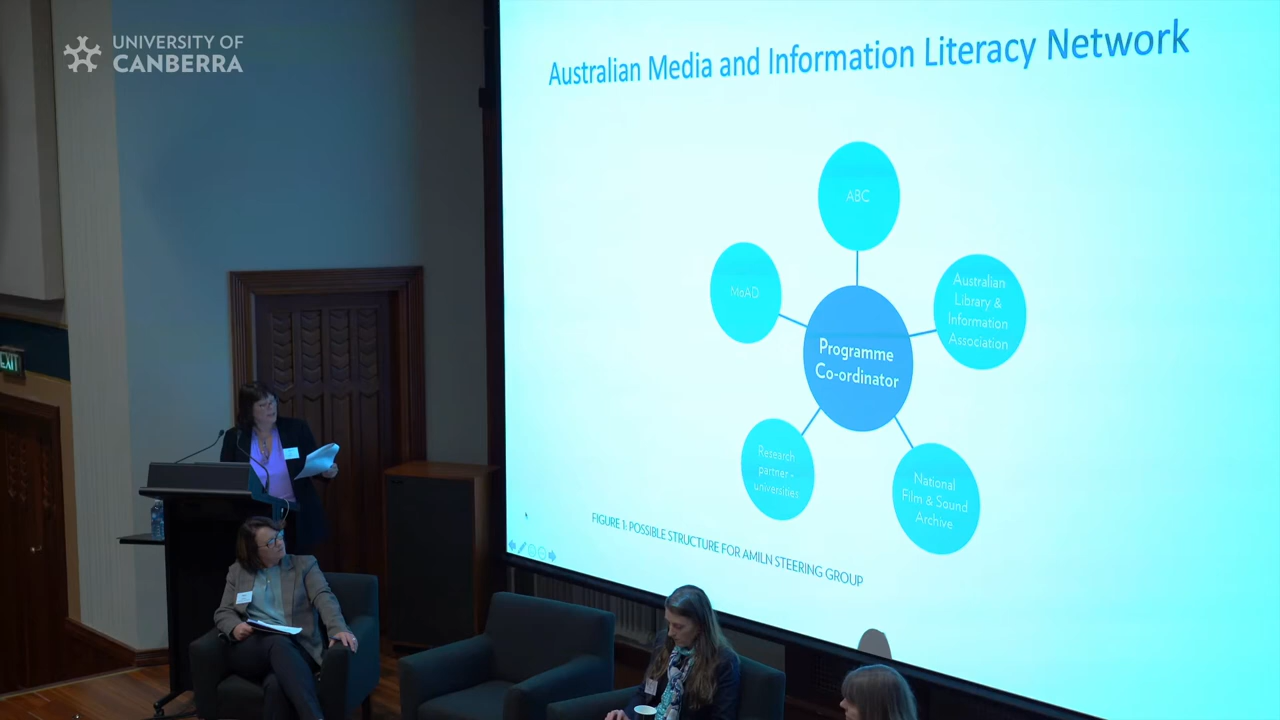 UNIVERSITY OF
CANBERRA
Australian Media and Information Literacy Network
ABC
MoAD
Australian
Library &
Information
Association
Programme
Co-ordinator
Research
partner -
universities
National
Film & Sound
Archive
FIGURE 1: POSSIBLE STRUCTURE FOR AMILN STEERING GROUP
EXIT